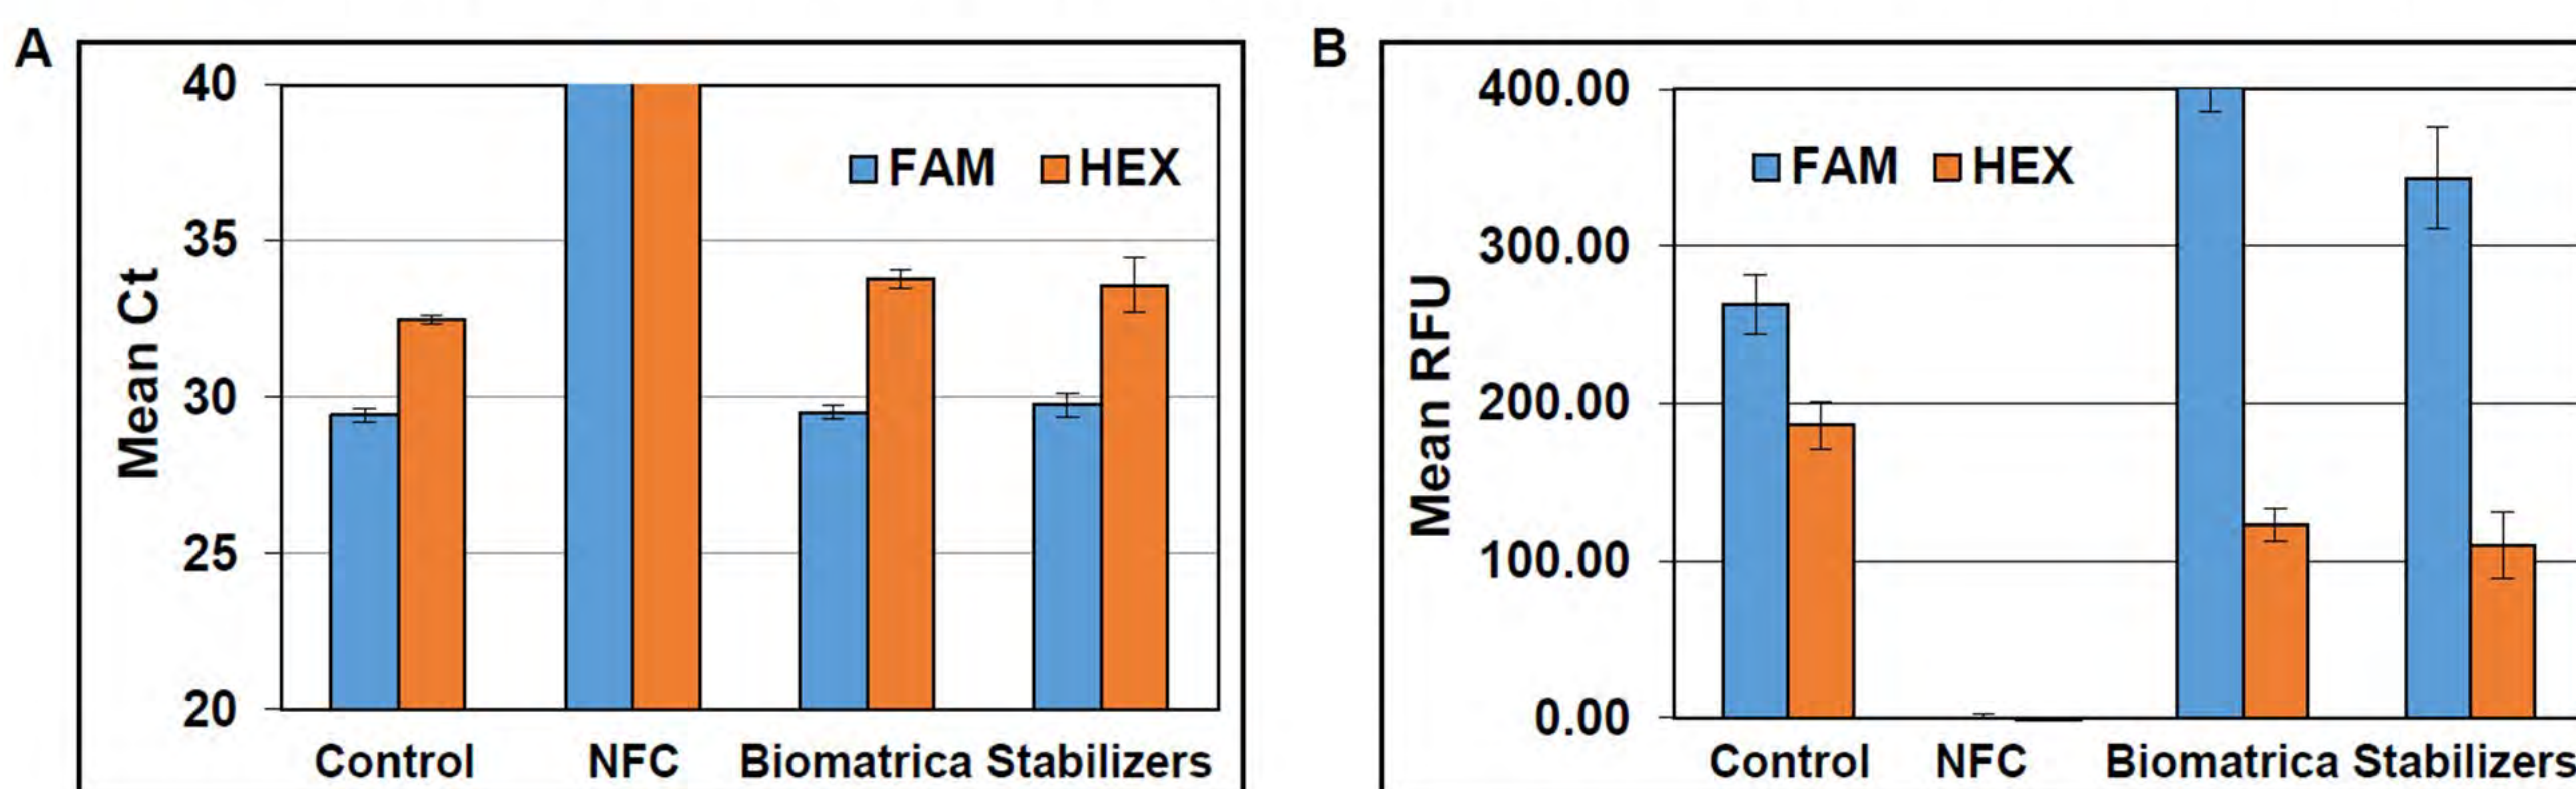 A
40
35
30
25
20
Mean Ct
FAM HEX
Control NFC Biomatrica Stabilizers
B
400.00
300.00
200.00
100.00
0.00
Mean RFU
FAM HEX
Control NFC Biomatrica Stabilizers